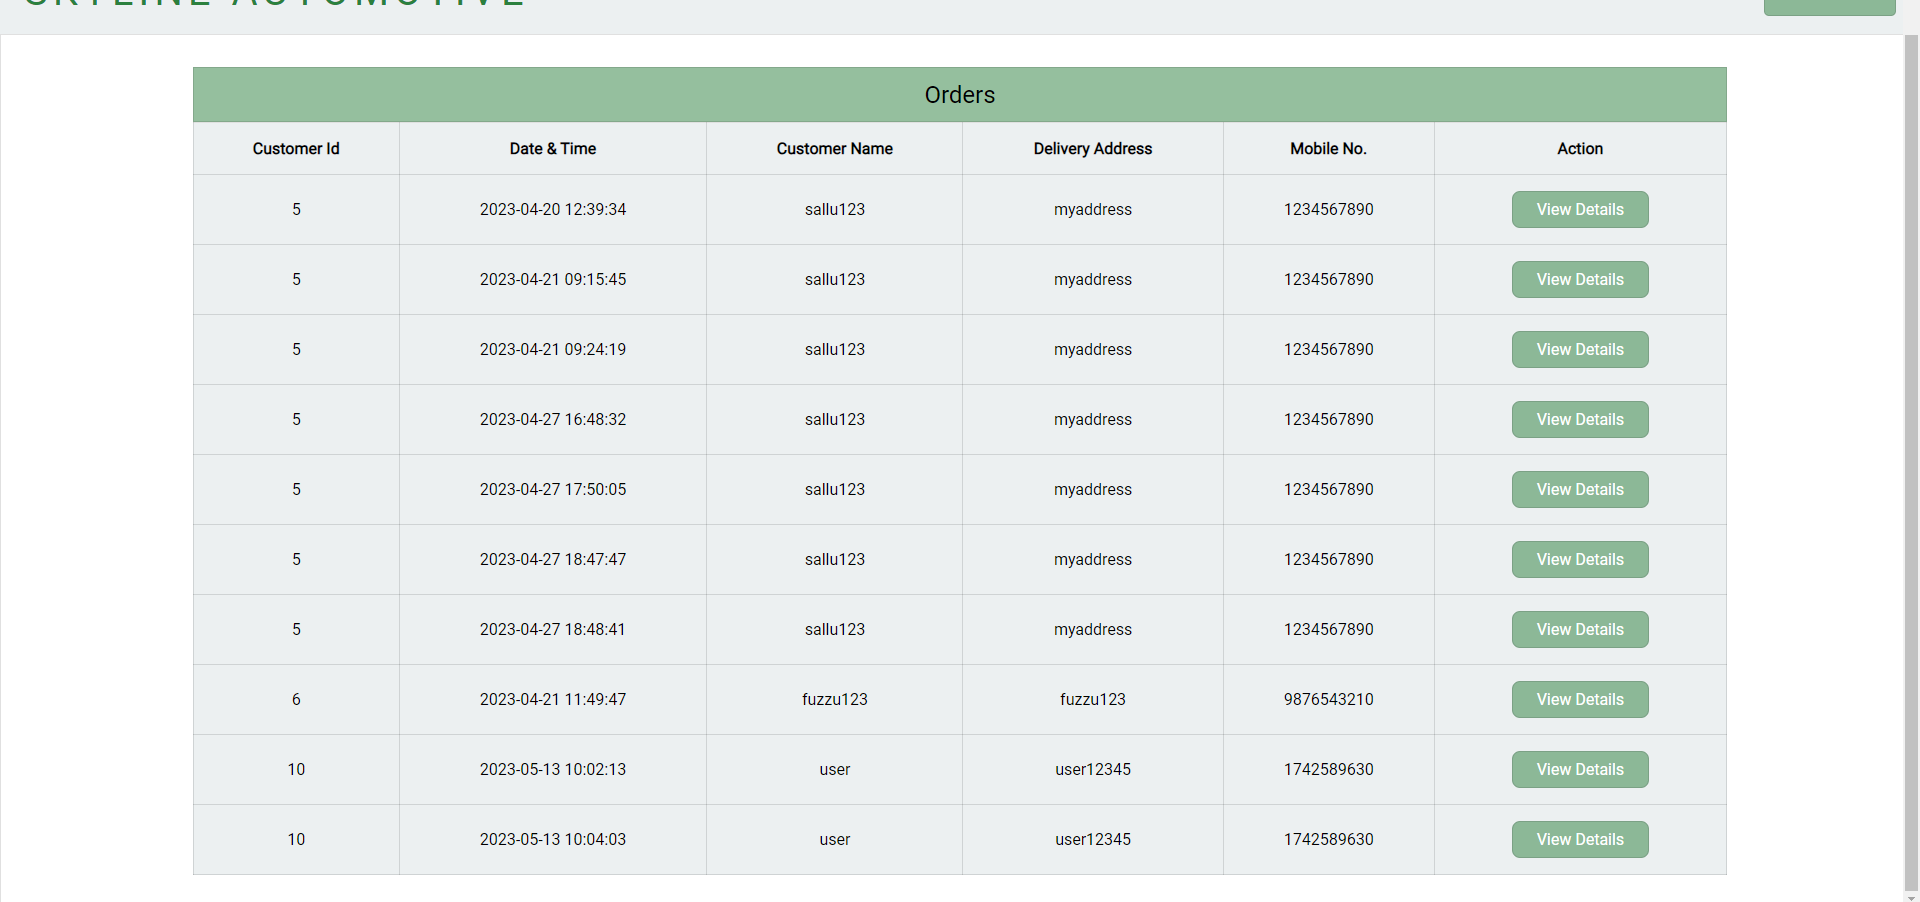 SKYLINE AUTOMOTIVE
Orders
Customer Id Date & Time Customer Name Delivery Address Mobile No. Action
5 2023-04-20 12:39:34 sallu123 myaddress 1234567890 View Details
5 2023-04-21 09:15:45 sallu123 myaddress 1234567890 View Details
5 2023-04-21 09:24:19 sallu123 myaddress 1234567890 View Details
5 2023-04-27 16:48:32 sallu123 myaddress 1234567890 View Details
5 2023-04-27 17:50:05 sallu123 myaddress 1234567890 View Details
5 2023-04-27 18:47:47 sallu123 myaddress 1234567890 View Details
5 2023-04-27 18:48:41 sallu123 myaddress 1234567890 View Details
6 2023-04-21 11:49:47 fuzzu123 fuzzu123 9876543210 View Details
10 2023-05-13 10:02:13 user user12345 1742589630 View Details
10 2023-05-13 10:04:03 user user12345 1742589630 View Details